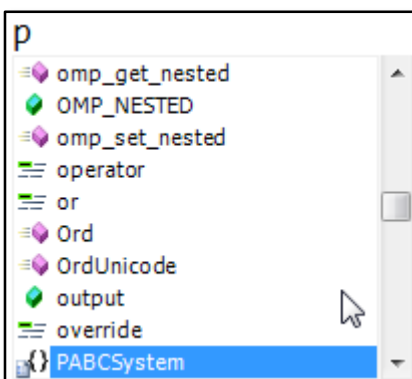 p
omp_get_nested
OMP_NESTED
omp_set_nested
operator
or
Ord
OrdUnicode
output
override
{} PABCSystem